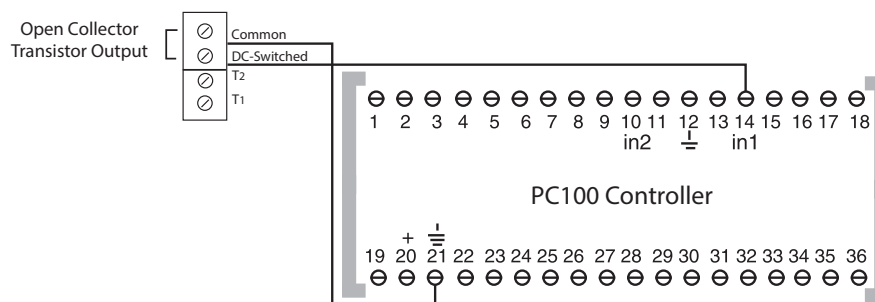 Open Collector
Transistor Output
Common
DC-Switched
T2
T1
1 2 3 4 5 6 7 8 9 10 11 12 13 14 15 16 17 18
in2 in1
PC100 Controller
+
19 20 21 22 23 24 25 26 27 28 29 30 31 32 33 34 35 36